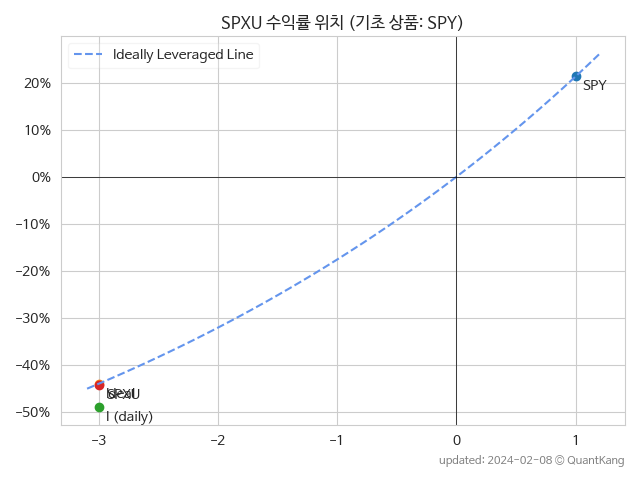 SPXU 수익률 위치 (기초 상품: SPY)
Ideally Leveraged Line
SPY
20%
10%
0%
−10%
−20%
−30%
−40%
−50%
SPXU
I (daily)
−3
−2
−1
0
1
updated: 2024-02-08 © QuantKang